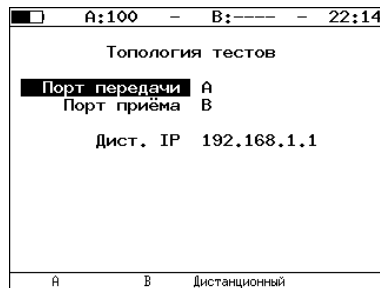 A:100 – B:---- – 22:14
Топология тестов
Порт передачи A
Порт приёма B
Дист. IP 192.168.1.1
A B Дистанционный